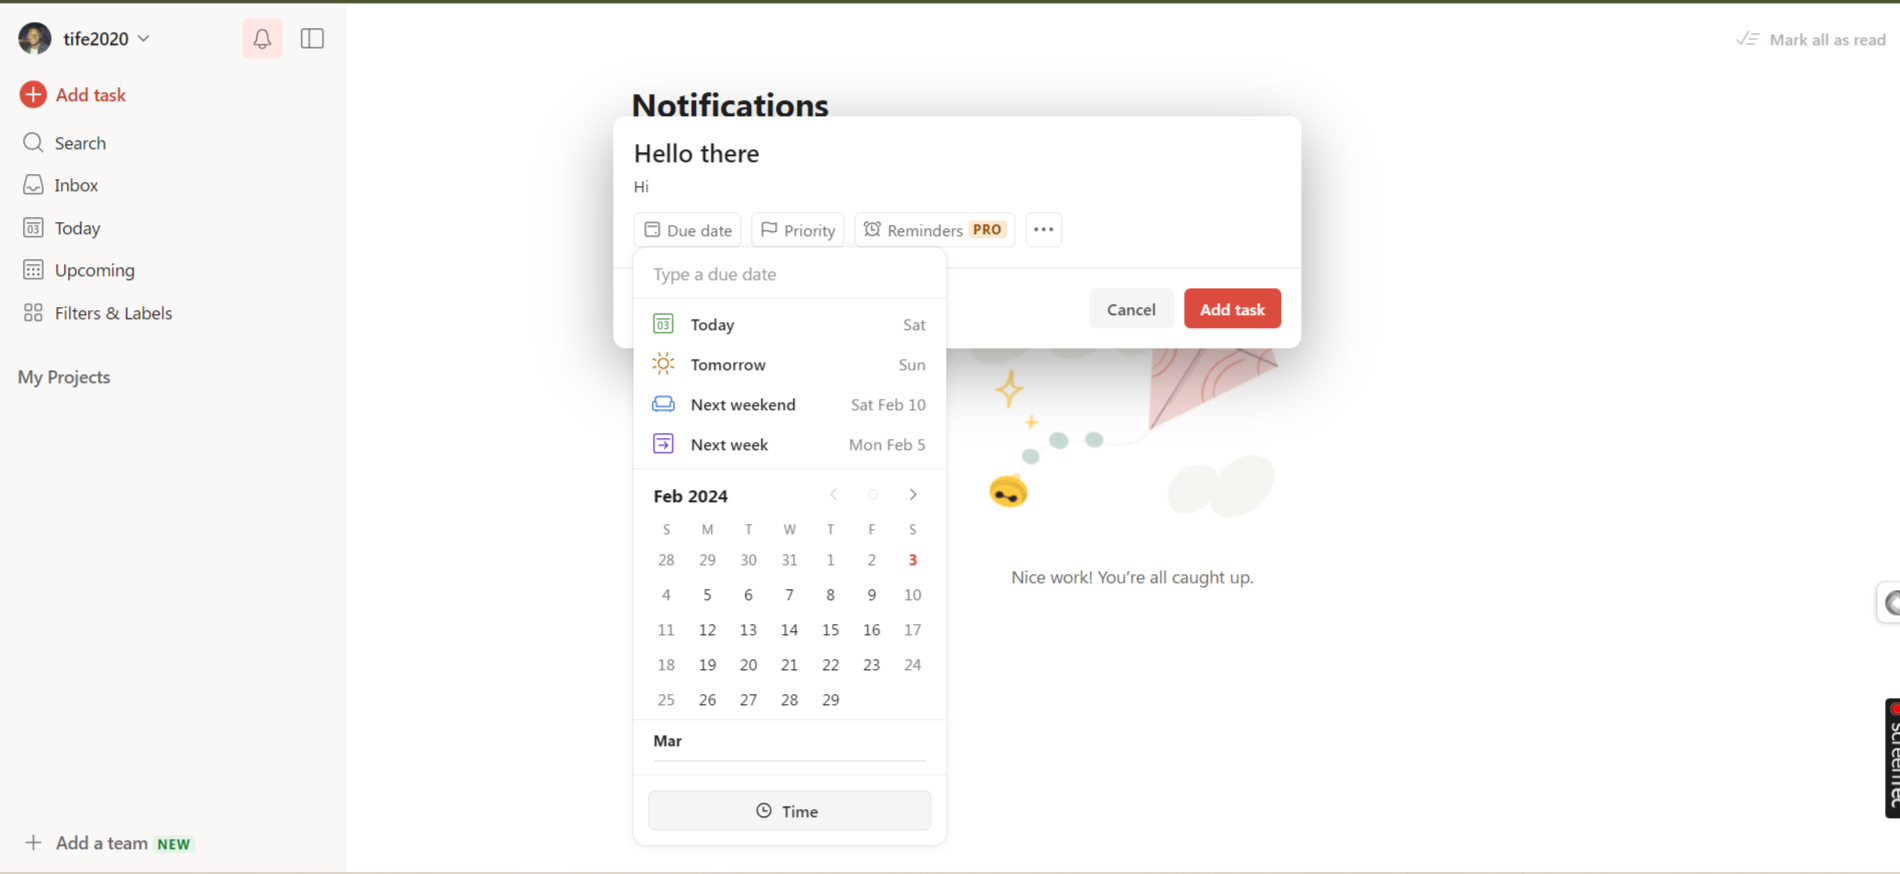 tife2020
Add task
Search
Inbox
03 Today
Upcoming
Filters & Labels
My Projects
Add a team NEW
Mark all as read
Notifications
Hello there
Hi
Due date Priority Reminders PRO
Type a due date
03 Today Sat
Tomorrow Sun
Next weekend Sat Feb 10
Next week Mon Feb 5
Cancel Add task
Feb 2024
S M T W T F S
28 29 30 31 1 2 3
4 5 6 7 8 9 10
11 12 13 14 15 16 17
18 19 20 21 22 23 24
25 26 27 28 29
Mar
Time
Nice work! You’re all caught up.
screenrec